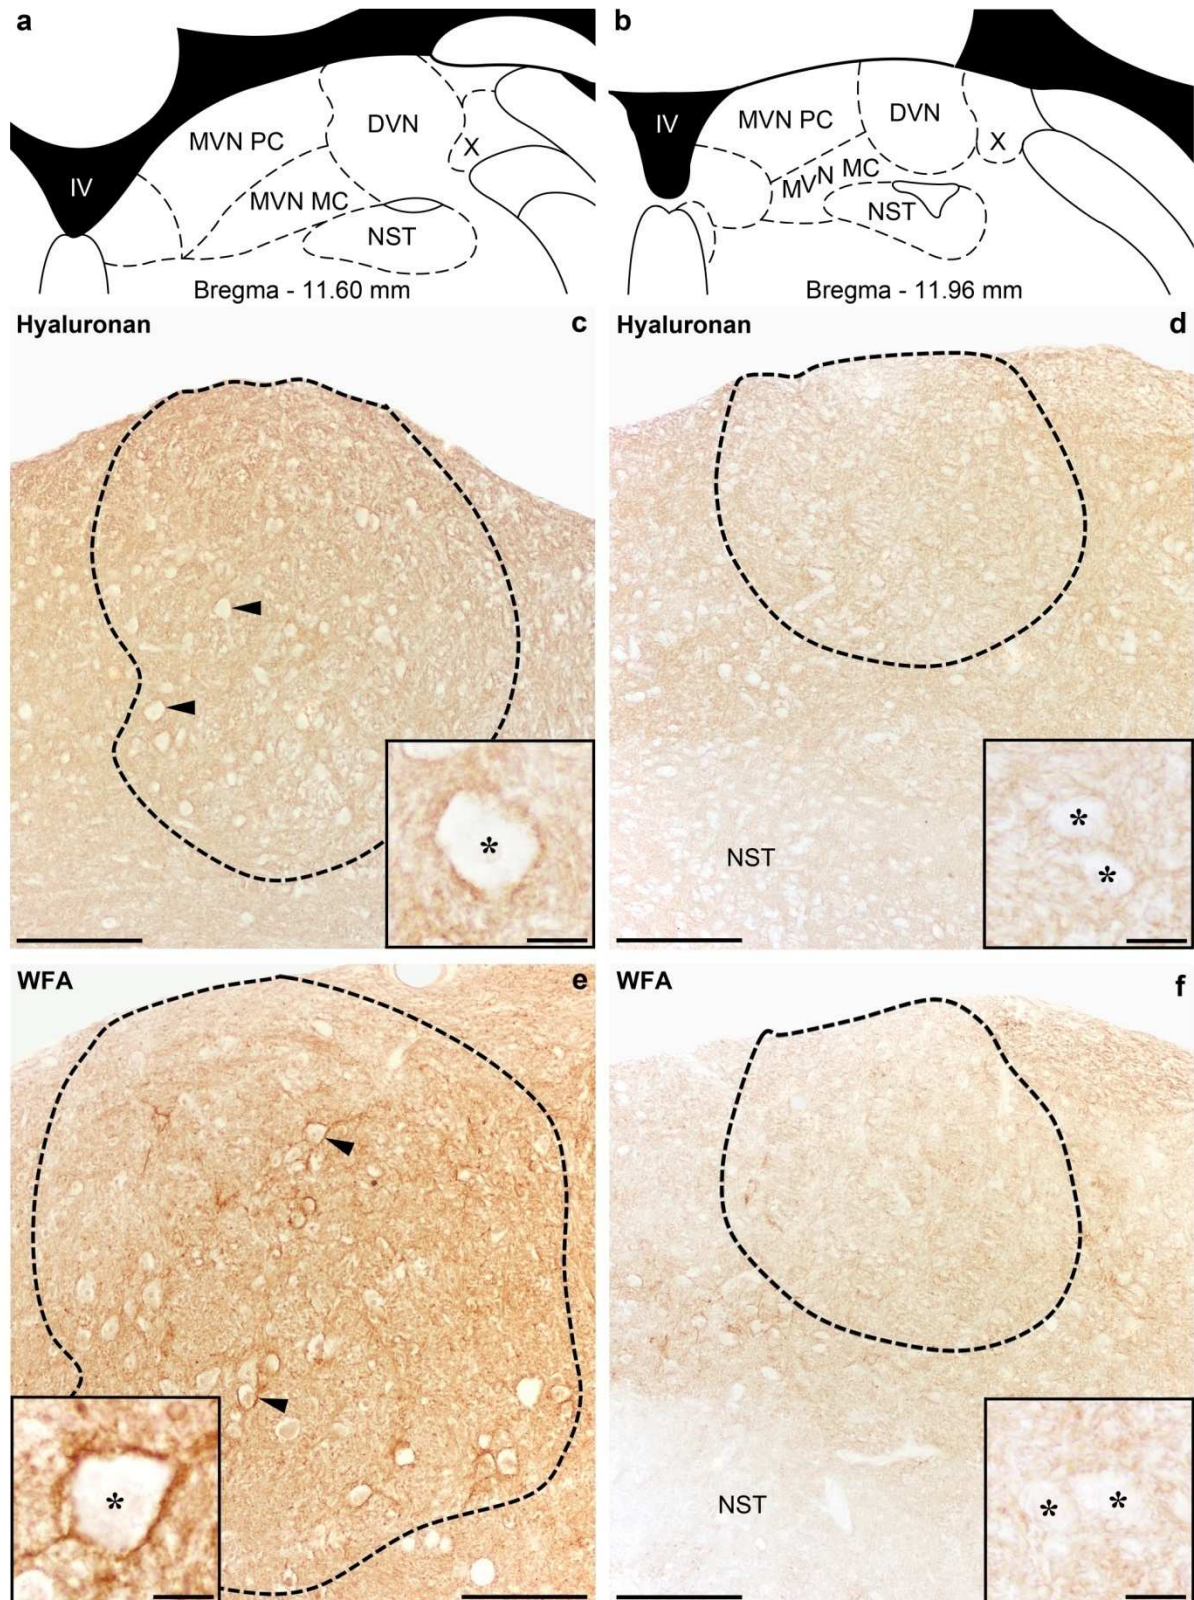 a
MVN PC
DVN
X
IV
MVN MC
NST
Bregma - 11.60 mm
b
IV
MVN PC
DVN
X
MVN MC
NST
Bregma - 11.96 mm
Hyaluronan
c
*
Hyaluronan
d
NST
*
*
WFA
e
*
WFA
f
NST
*
*